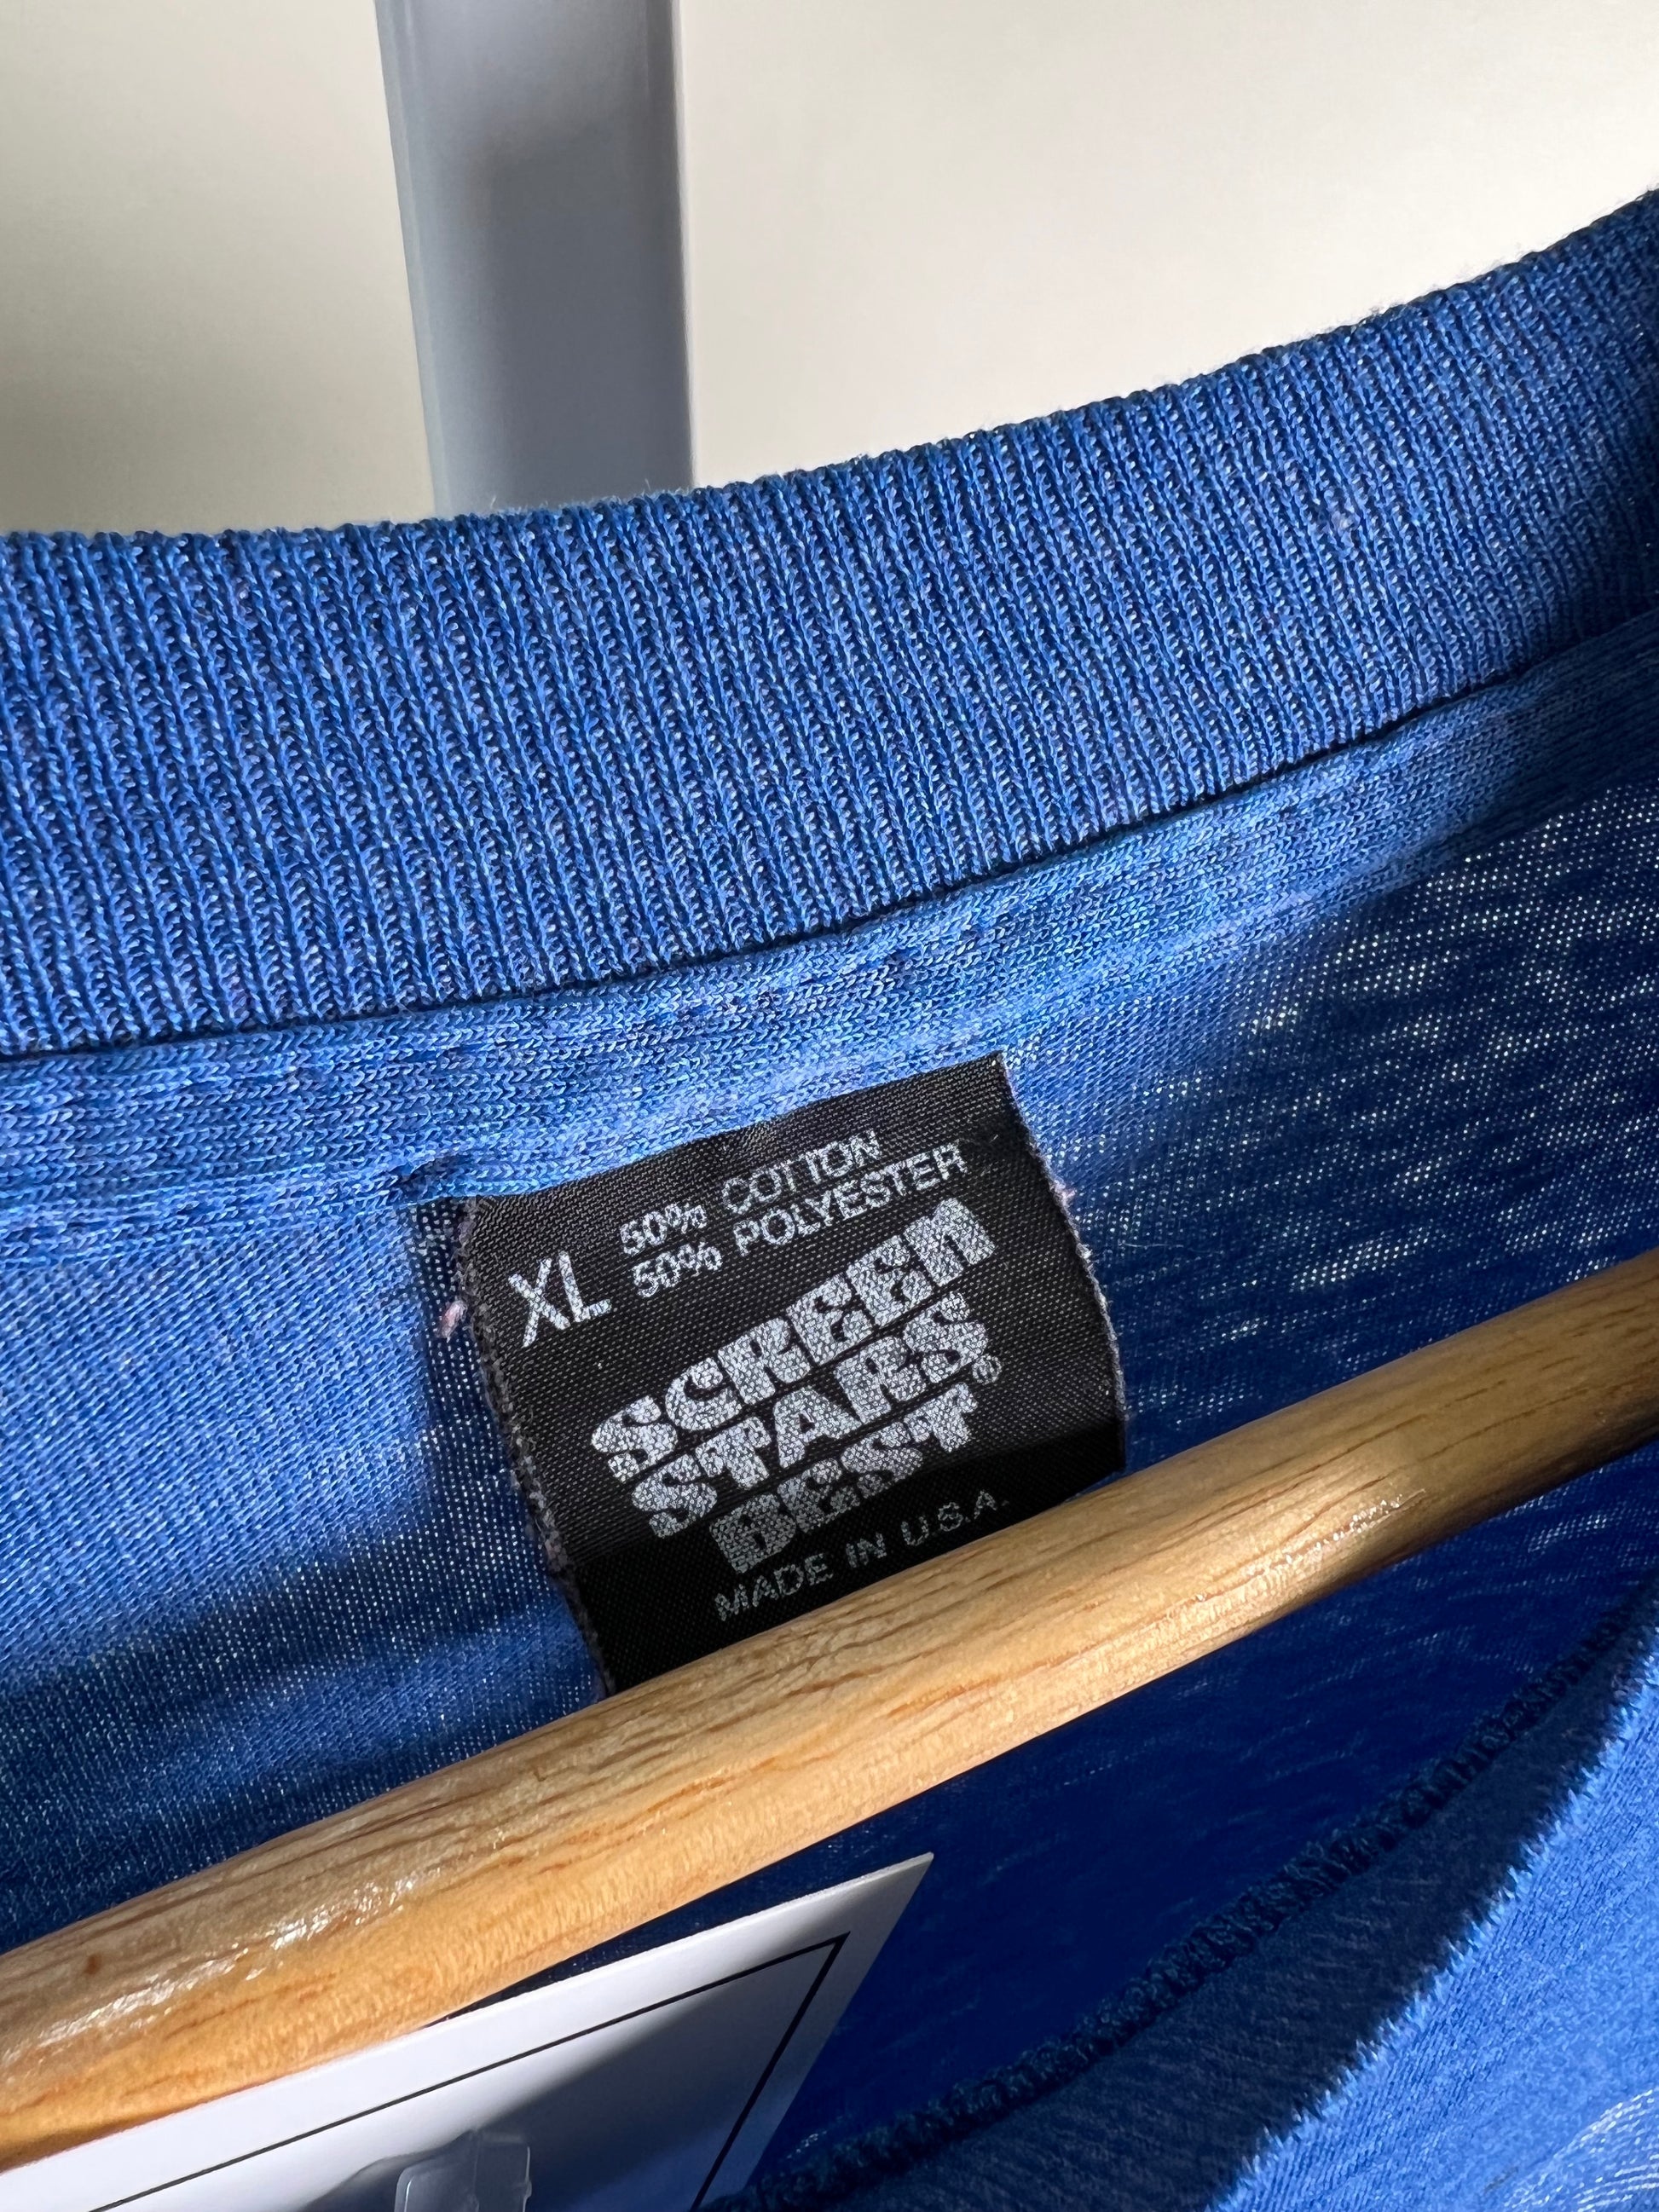 XL 50% COTTON
50% POLYESTER
SCREEN
STARS
BEST®
MADE IN U.S.A.